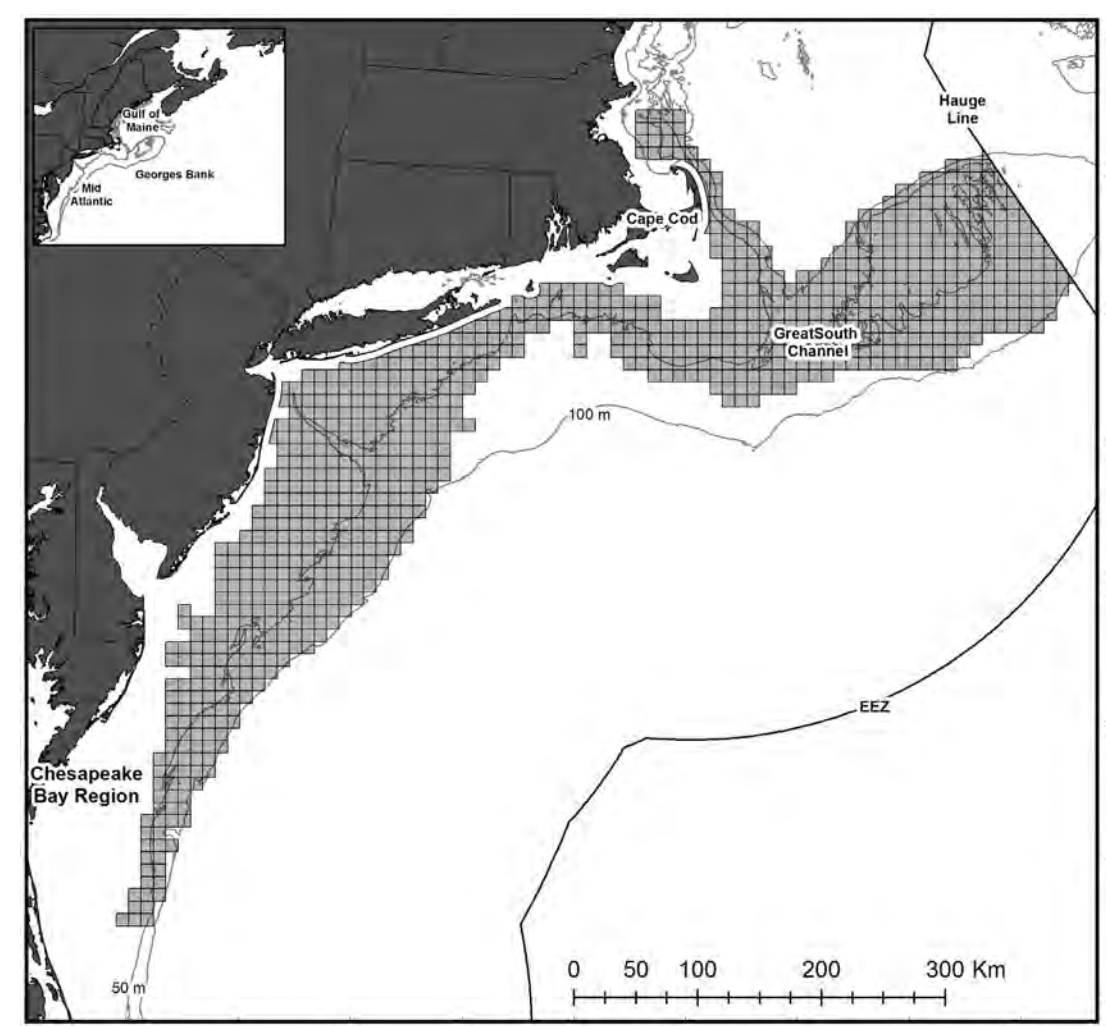 Gulf of
Maine
Georges Bank
Mid
Atlantic
Hauge
Line
Cape Cod
GreatSouth
Channel
100 m
EEZ
Chesapeake
Bay Region
50 m
0 50 100 200 300 Km